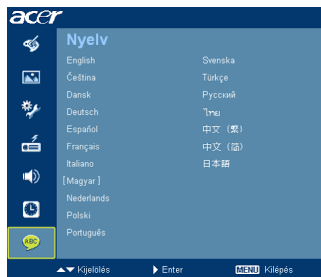 acer
Nyelv
English
Čeština
Dansk
Deutsch
Español
Français
Italiano
[Magyar]
Nederlands
Polski
Português
Svenska
Türkçe
Русский
ไทย
中文 (繁)
中文 (简)
日本語
ABC
▲▼ Kijelölés ▶ Enter MENU Kilépés